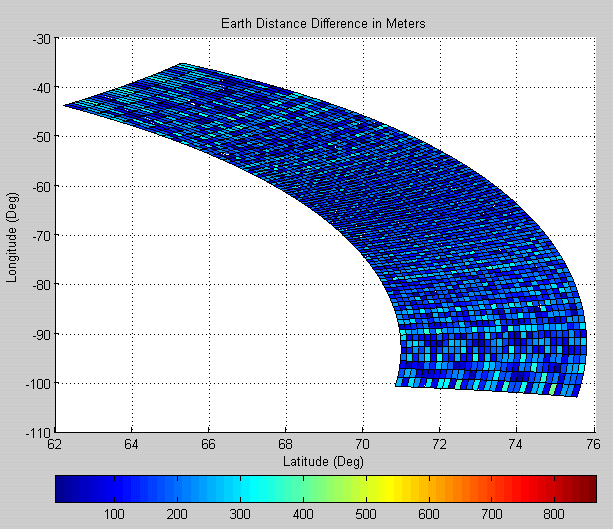 Earth Distance Difference in Meters
-30
-40
-50
-60
-70
-80
-90
-100
-110
Longitude (Deg)
62 64 66 68 70 72 74 76
Latitude (Deg)
100 200 300 400 500 600 700 800